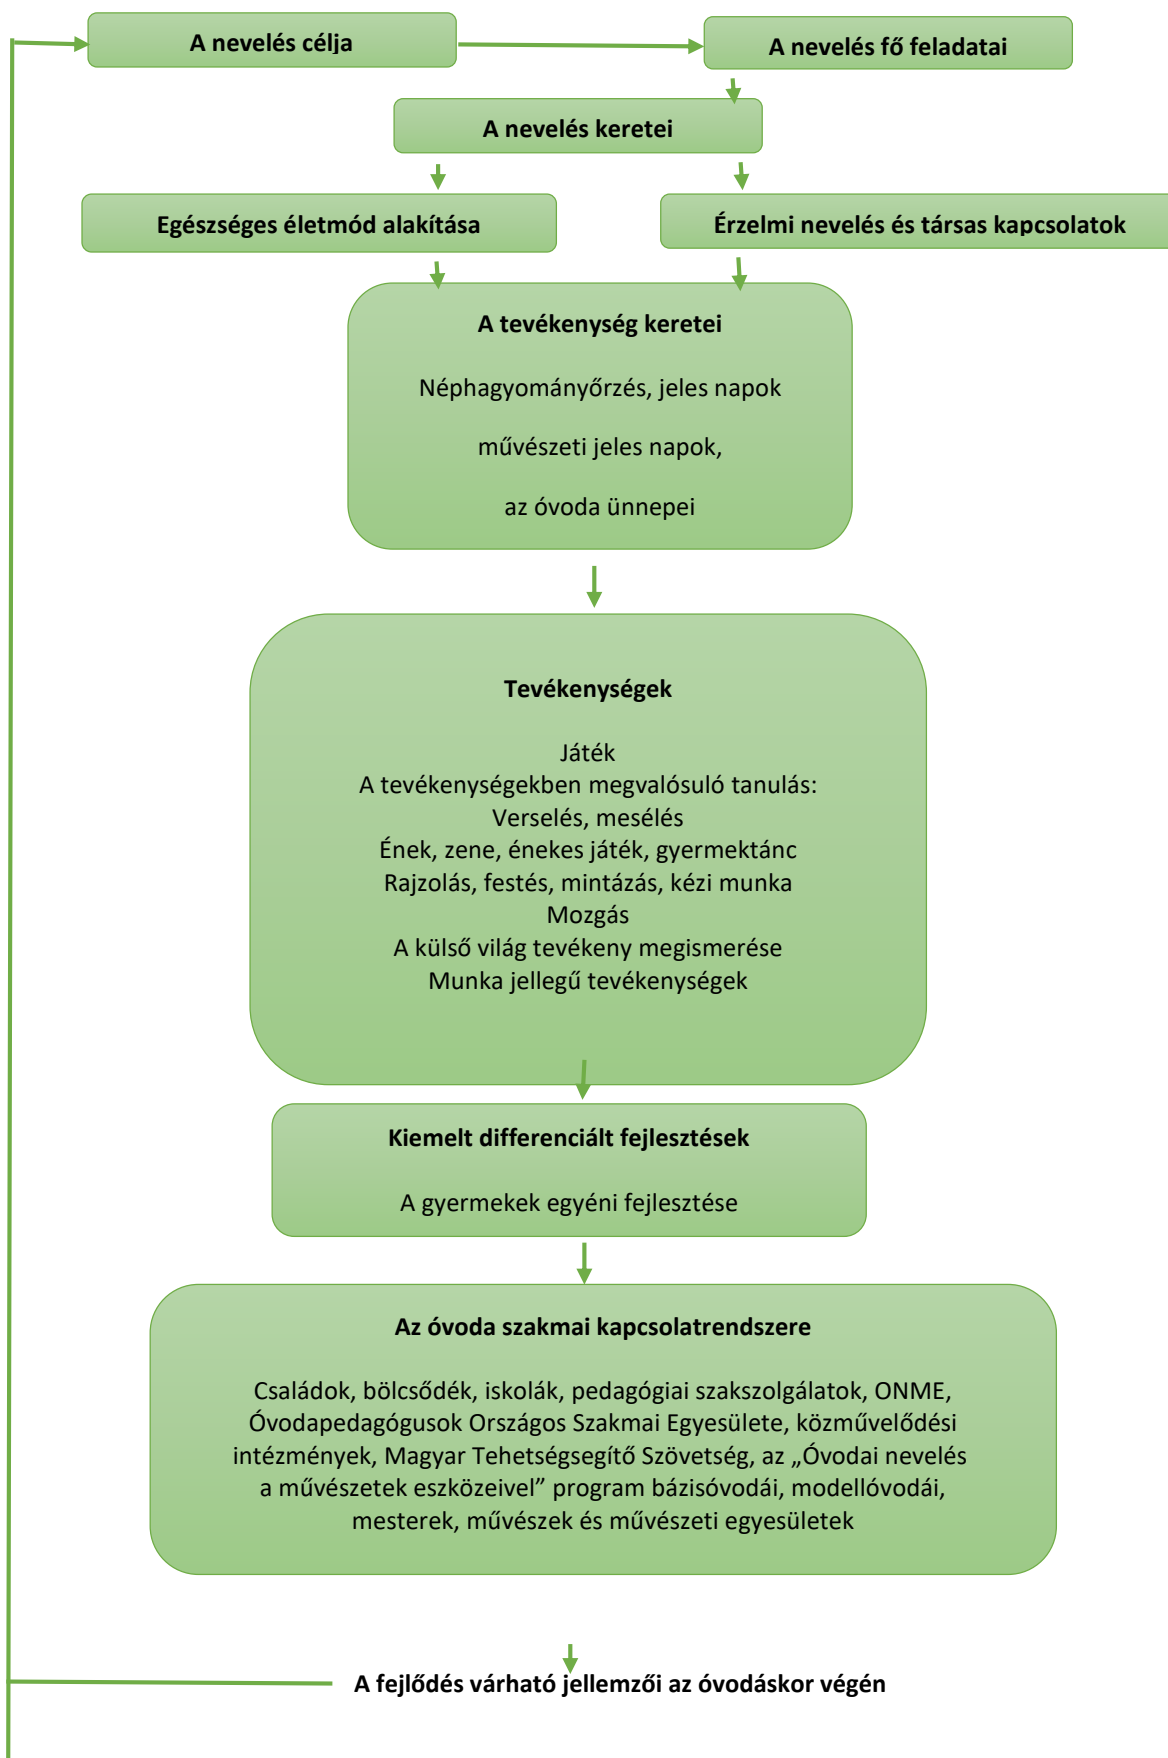 A nevelés célja
A nevelés fő feladatai
A nevelés keretei
Egészséges életmód alakítása
Érzelmi nevelés és társas kapcsolatok
A tevékenység keretei
Néphagyományőrzés, jeles napok
művészeti jeles napok,
az óvoda ünnepei
Tevékenységek
Játék
A tevékenységekben megvalósuló tanulás:
Verselés, mesélés
Ének, zene, énekes játék, gyermektánc
Rajzolás, festés, mintázás, kézi munka
Mozgás
A külső világ tevékeny megismerése
Munka jellegű tevékenységek
Kiemelt differenciált fejlesztések
A gyermekek egyéni fejlesztése
Az óvoda szakmai kapcsolatrendszere
Családok, bölcsődék, iskolák, pedagógiai szakszolgálatok, ONME,
Óvodapedagógusok Országos Szakmai Egyesülete, közművelődési
intézmények, Magyar Tehetségsegítő Szövetség, az „Óvodai nevelés
a művészetek eszközeivel” program bázisóvodái, modellóvodái,
mesterek, művészek és művészeti egyesületek
A fejlődés várható jellemzői az óvodáskor végén